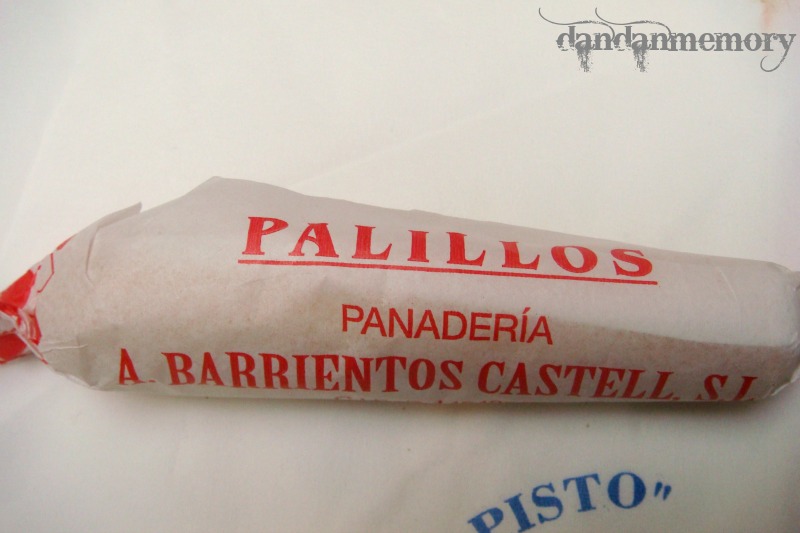 dandanmemory
PALILLOS
PANADERÍA
A. BARRIENTOS CASTELL, S.L.
PISTO"